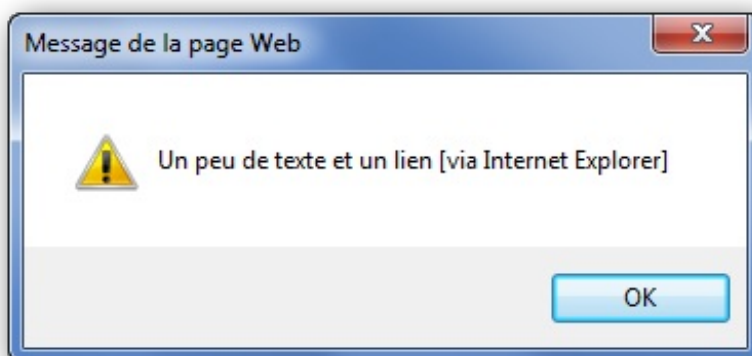 Message de la page Web
Un peu de texte et un lien [via Internet Explorer]
OK